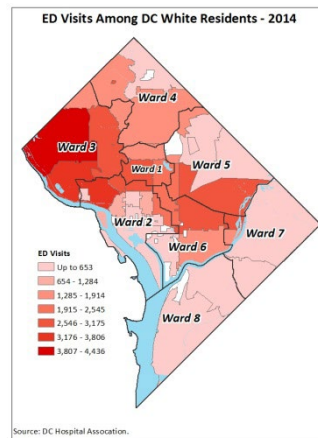 ED Visits Among DC White Residents - 2014
Ward 4
Ward 3
Ward 1
Ward 5
Ward 2
Ward 7
Ward 6
Ward 8
ED Visits
Up to 653
654 - 1,284
1,285 - 1,914
1,915 - 2,545
2,546 - 3,175
3,176 - 3,806
3,807 - 4,436
Source: DC Hospital Assocation.